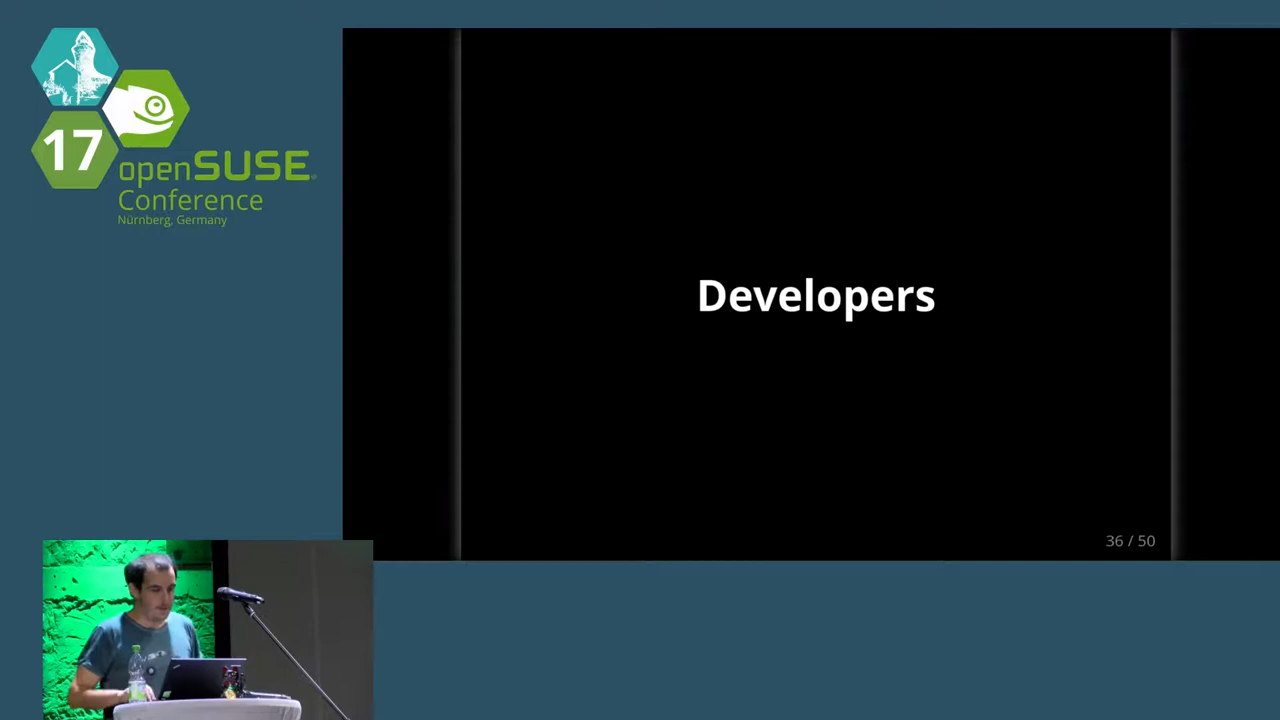 17
openSUSE
Conference
Nürnberg, Germany
Developers
36 / 50